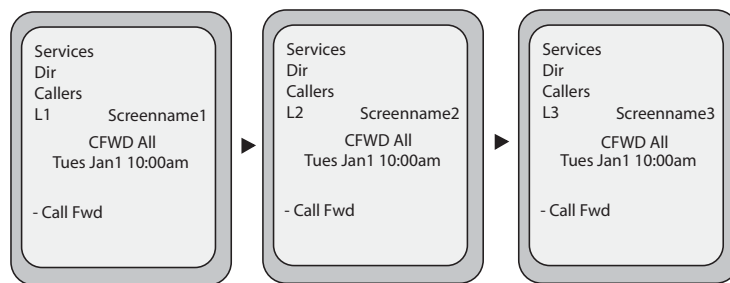 Services
Dir
Callers
L1 Screenname1
CFWD All
Tues Jan1 10:00am
- Call Fwd
Services
Dir
Callers
L2 Screenname2
CFWD All
Tues Jan1 10:00am
- Call Fwd
Services
Dir
Callers
L3 Screenname3
CFWD All
Tues Jan1 10:00am
- Call Fwd